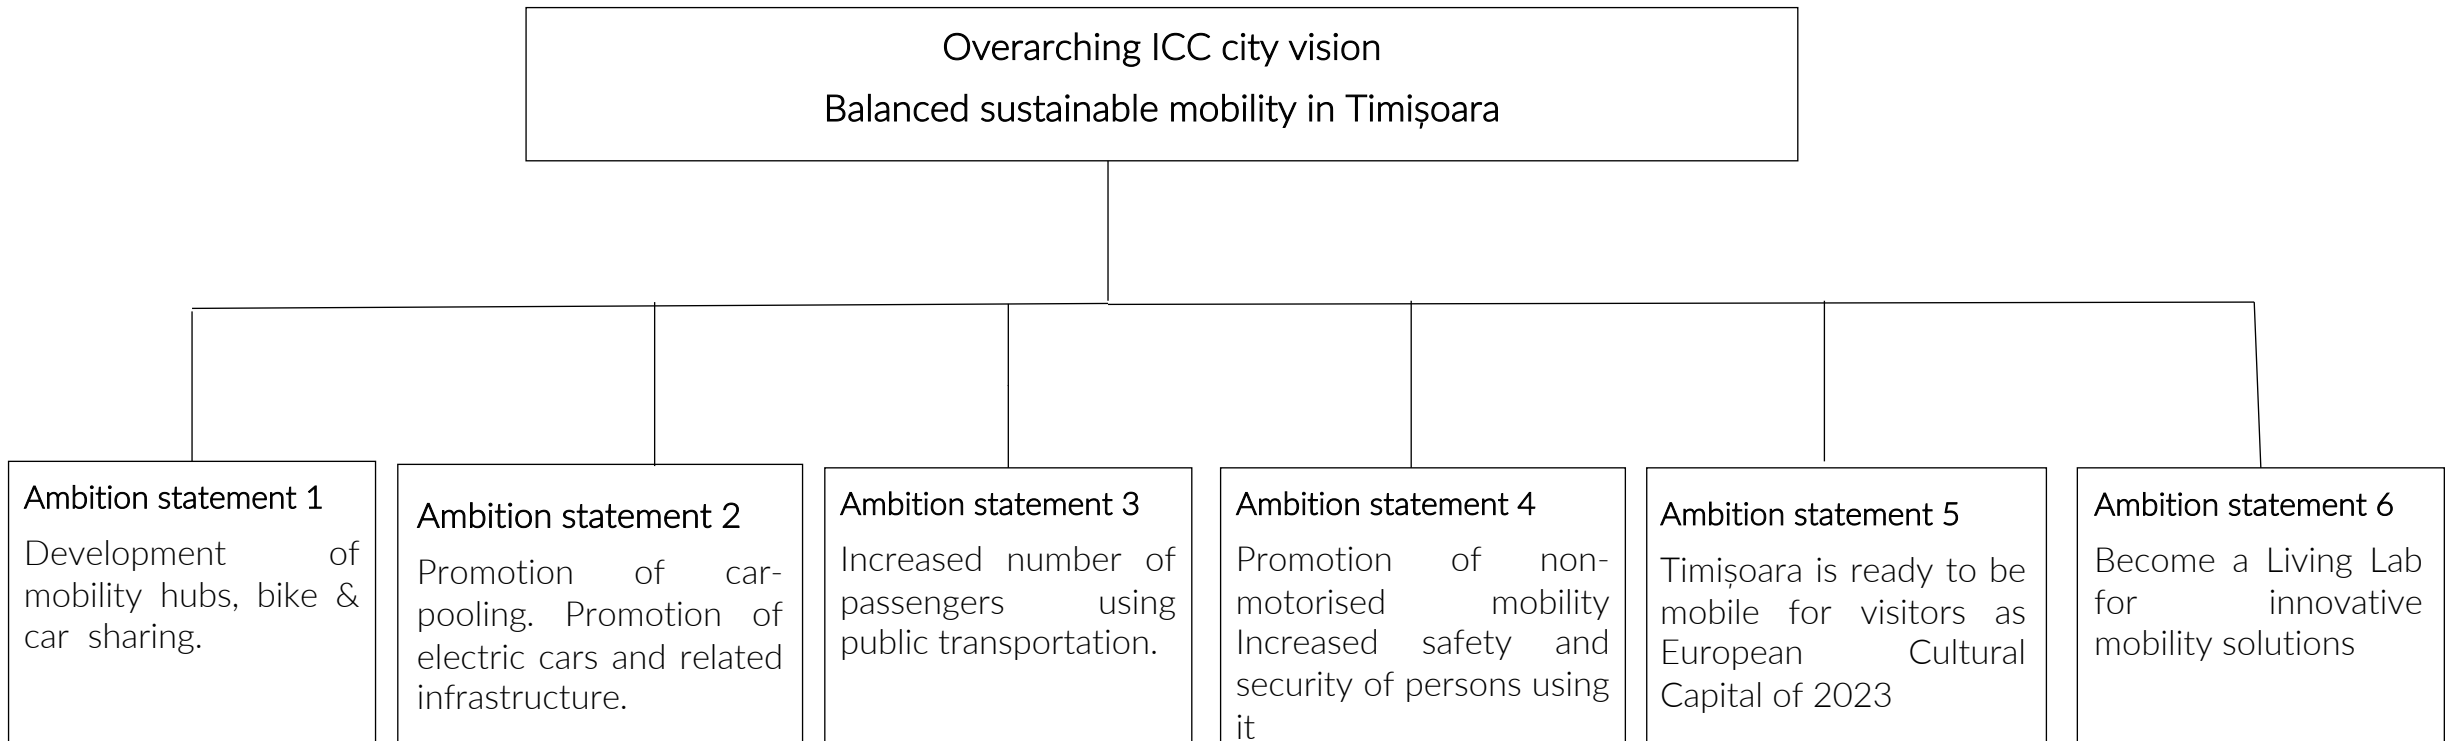 Overarching ICC city vision
Balanced sustainable mobility in Timișoara
Ambition statement 1
Development of
mobility hubs, bike &
car sharing.
Ambition statement 2
Promotion of car-
pooling. Promotion of
electric cars and related
infrastructure.
Ambition statement 3
Increased number of
passengers using
public transportation.
Ambition statement 4
Promotion of non-
motorised mobility
Increased safety and
security of persons using
it
Ambition statement 5
Timișoara is ready to be
mobile for visitors as
European Cultural
Capital of 2023
Ambition statement 6
Become a Living Lab
for innovative
mobility solutions